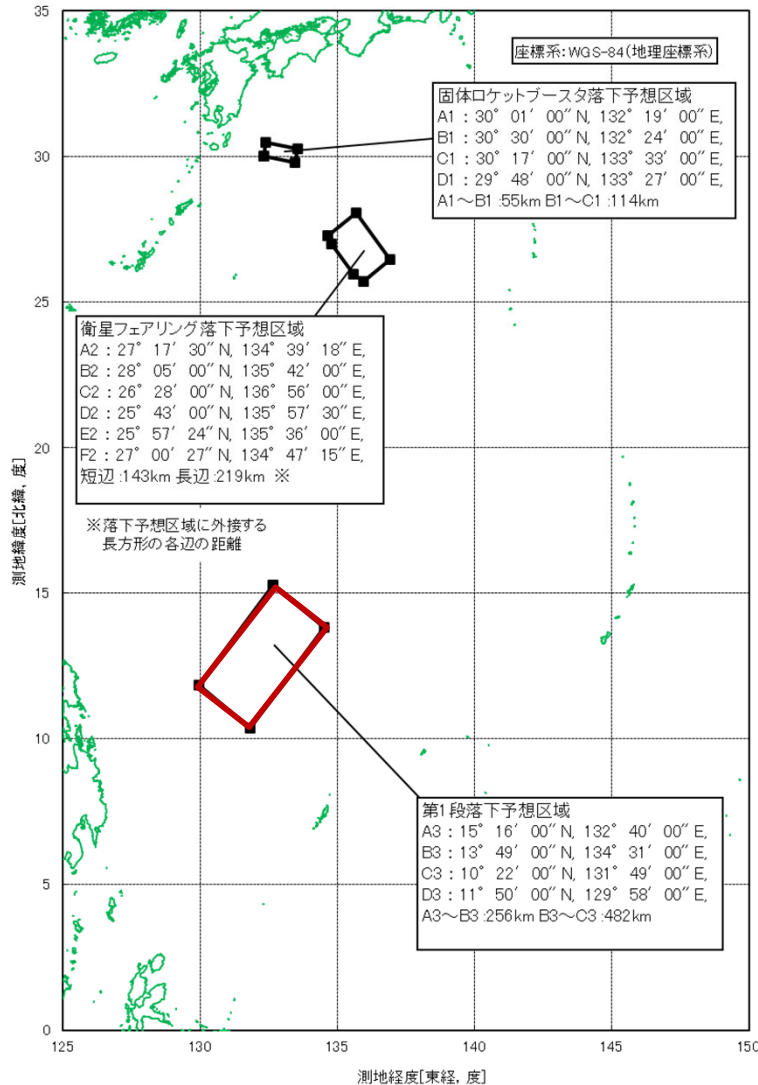 座標系:WGS-84(地理座標系)
固体ロケットブースタ落下予想区域
A1:30° 01′ 00″N, 132° 19′ 00″E,
B1:30° 30′ 00″N, 132° 24′ 00″E,
C1:30° 17′ 00″N, 133° 33′ 00″E,
D1:29° 48′ 00″N, 133° 27′ 00″E,
A1~B1:55km B1~C1:114km
衛星フェアリング落下予想区域
A2:27° 17′ 30″N, 134° 39′ 18″E,
B2:28° 05′ 00″N, 135° 42′ 00″E,
C2:26° 28′ 00″N, 136° 56′ 00″E,
D2:25° 43′ 00″N, 135° 57′ 30″E,
E2:25° 57′ 24″N, 135° 36′ 00″E,
F2:27° 00′ 27″N, 134° 47′ 15″E,
短辺:143km 長辺:219km ※
※落下予想区域に外接する
長方形の各辺の距離
第1段落下予想区域
A3:15° 16′ 00″N, 132° 40′ 00″E,
B3:13° 49′ 00″N, 134° 31′ 00″E,
C3:10° 22′ 00″N, 131° 49′ 00″E,
D3:11° 50′ 00″N, 129° 58′ 00″E,
A3~B3:256km B3~C3:482km
測地緯度[北緯, 度]
35
30
25
20
15
10
5
0
125
130
135
140
145
150
測地経度[東経, 度]